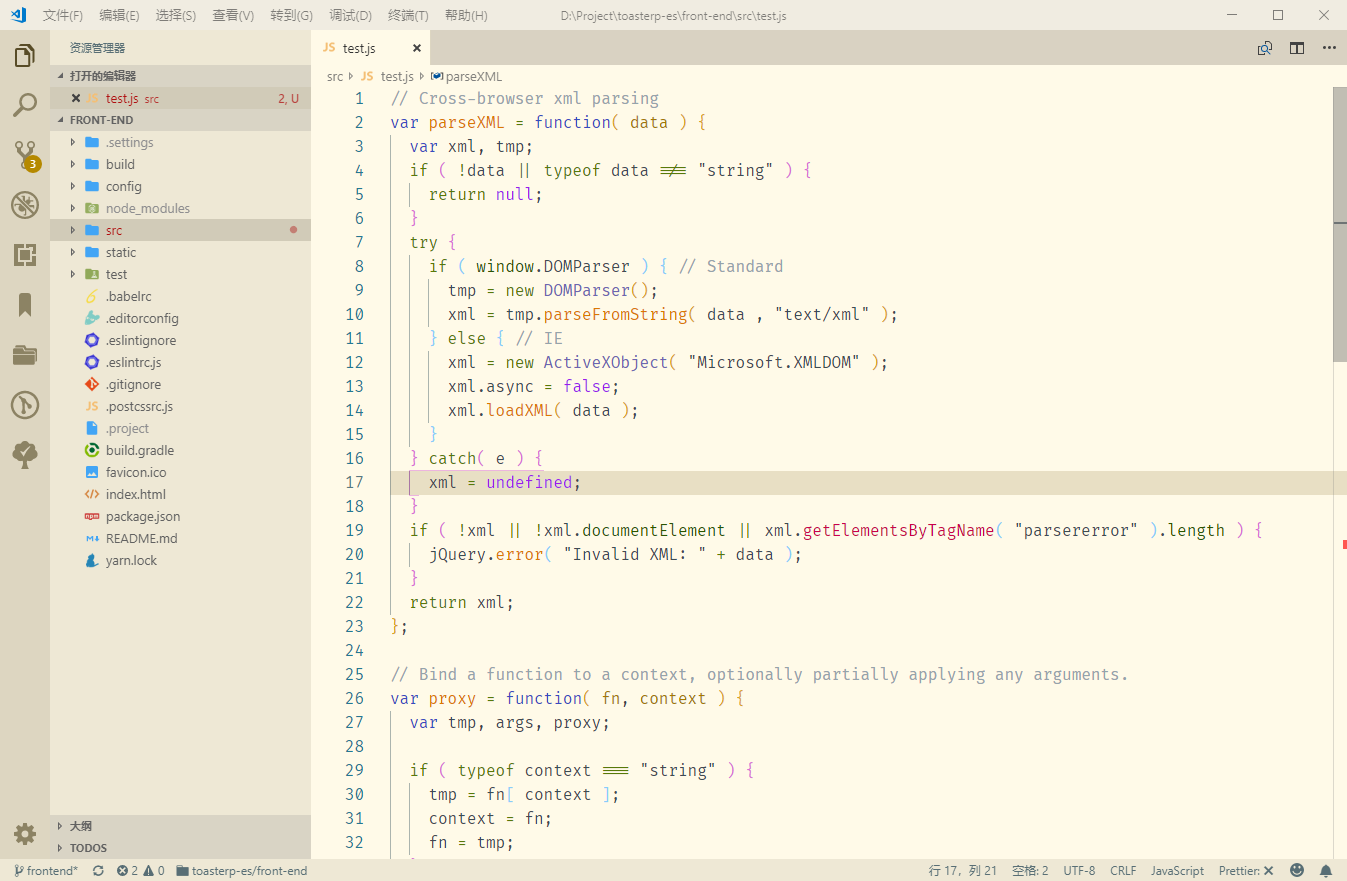 文件(F) 编辑(E) 选择(S) 查看(V) 转到(G) 调试(D) 终端(T) 帮助(H) D:\Project\toasterp-es\front-end\src\test.js
资源管理器
打开的编辑器
JS test.js src 2, U
FRONT-END
.settings
build
config
node_modules
src
static
test
.babelrc
.editorconfig
.eslintignore
.eslintrc.js
.gitignore
JS .postcssrc.js
.project
build.gradle
favicon.ico
index.html
package.json
README.md
yarn.lock
大纲
TODOS
3
JS test.js
src JS test.js parseXML
1 // Cross-browser xml parsing
2 var parseXML = function( data ) {
3 var xml, tmp;
4 if ( !data || typeof data !== "string" ) {
5 return null;
6 }
7 try {
8 if ( window.DOMParser ) { // Standard
9 tmp = new DOMParser();
10 xml = tmp.parseFromString( data , "text/xml" );
11 } else { // IE
12 xml = new ActiveXObject( "Microsoft.XMLDOM" );
13 xml.async = false;
14 xml.loadXML( data );
15 }
16 } catch( e ) {
17 xml = undefined;
18 }
19 if ( !xml || !xml.documentElement || xml.getElementsByTagName( "parsererror" ).length ) {
20 jQuery.error( "Invalid XML: " + data );
21 }
22 return xml;
23 };
24
25 // Bind a function to a context, optionally partially applying any arguments.
26 var proxy = function( fn, context ) {
27 var tmp, args, proxy;
28
29 if ( typeof context === "string" ) {
30 tmp = fn[ context ];
31 context = fn;
32 fn = tmp;
frontend* 2 0 toasterp-es/front-end 行 17，列 21 空格: 2 UTF-8 CRLF JavaScript Prettier: ✕